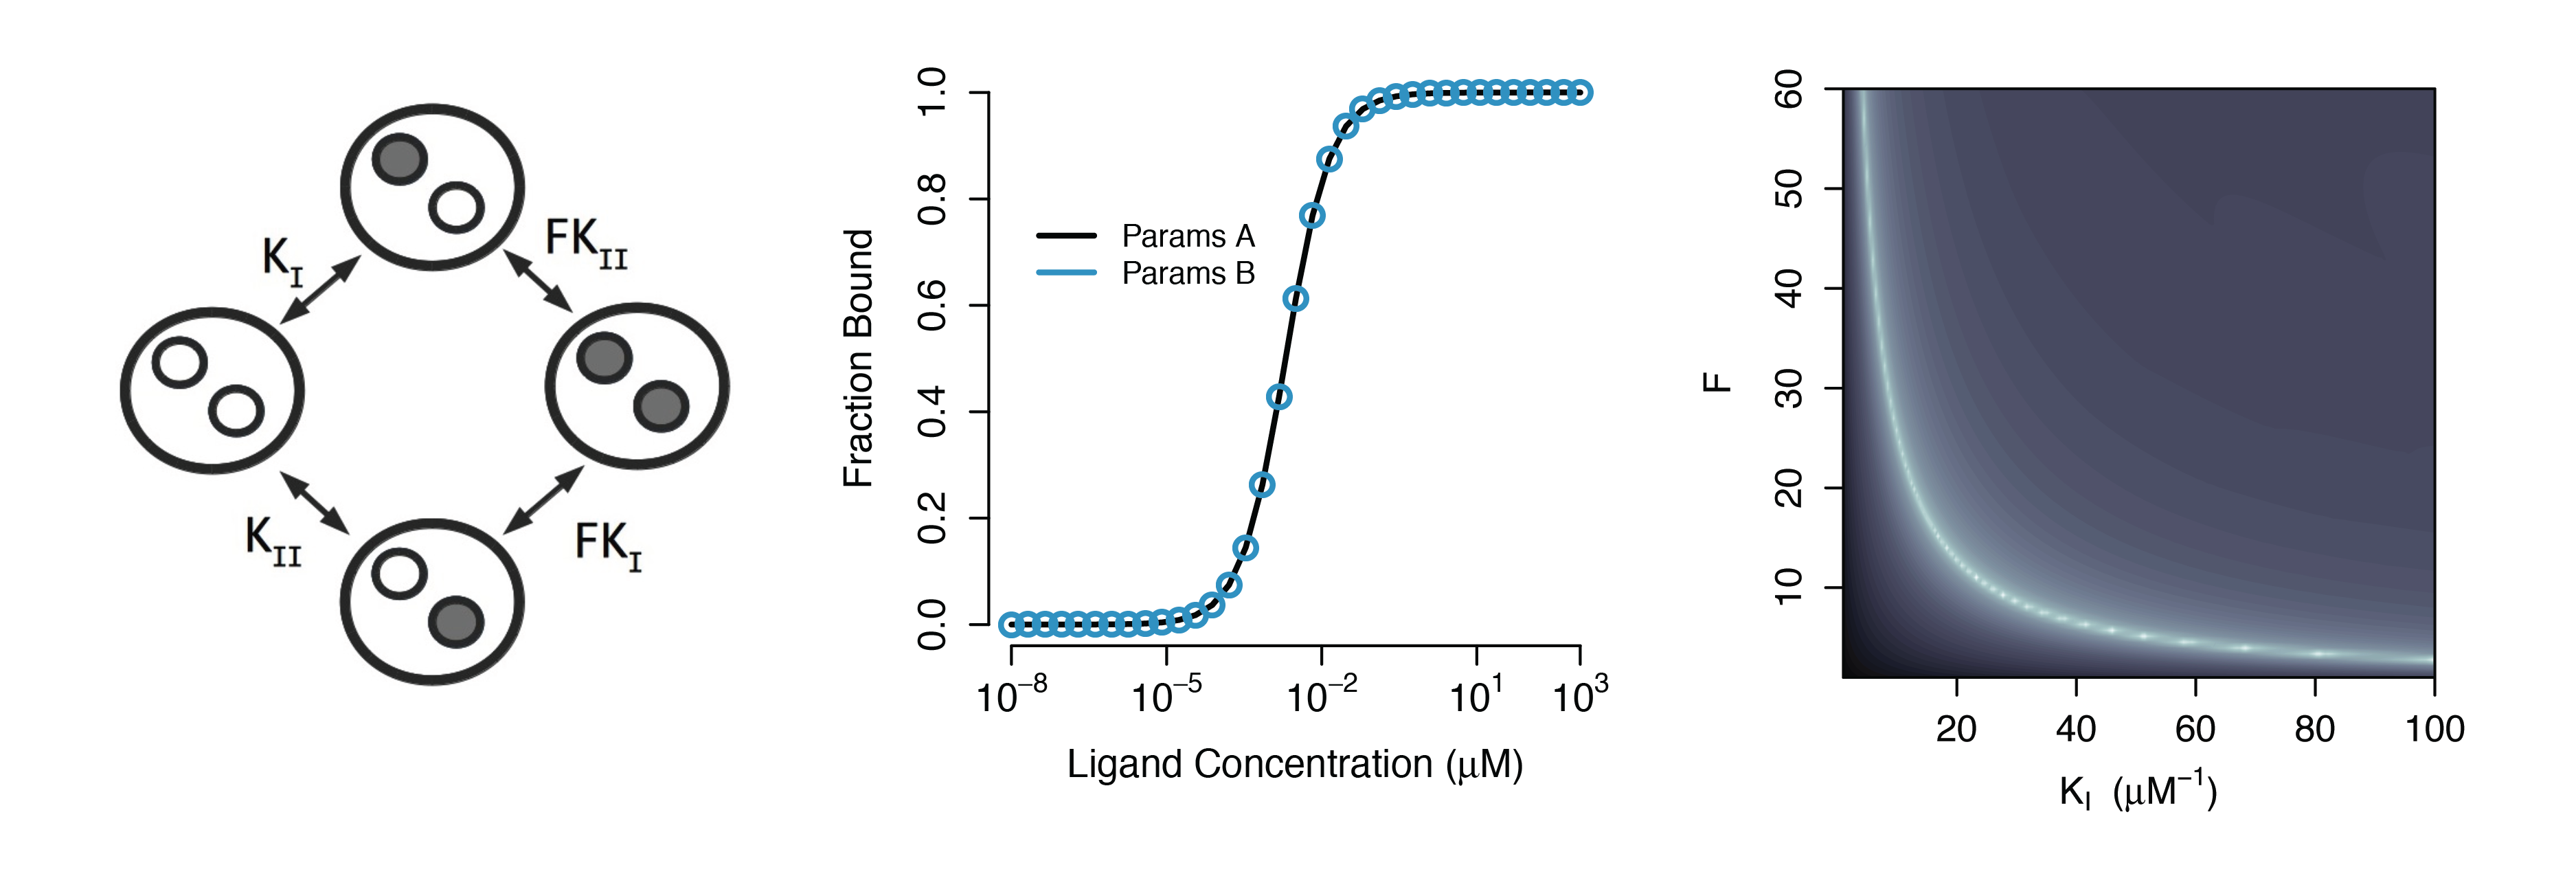 K_I
FK_II
K_II
FK_I
Fraction Bound
1.0
0.8
0.6
0.4
0.2
0.0
Params A
Params B
10^−8
10^−5
10^−2
10^1
10^3
Ligand Concentration (μM)
F
60
50
40
30
20
10
20
40
60
80
100
K_I (μM^−1)